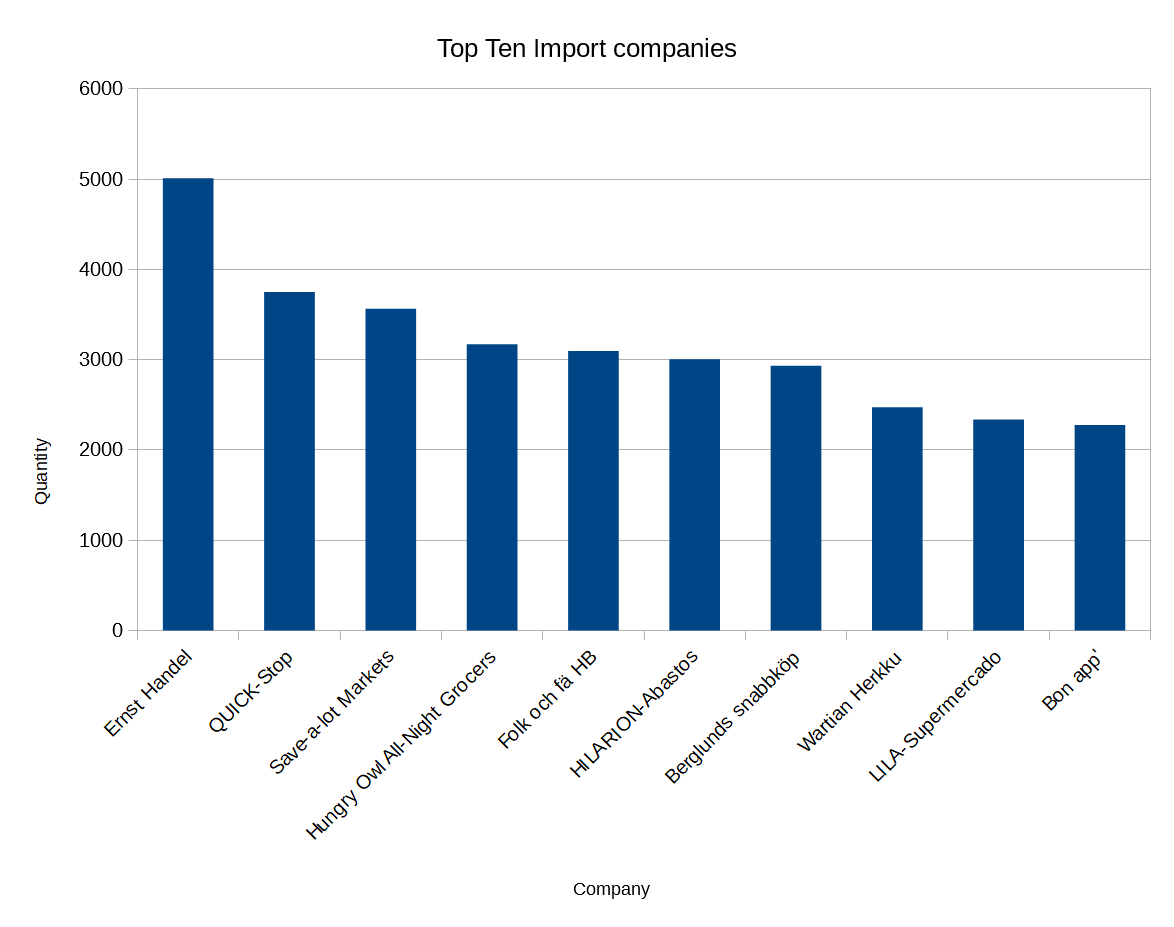 Top Ten Import companies
6000
5000
4000
3000
2000
1000
0
Quantity
Ernst Handel
QUICK-Stop
Save-a-lot Markets
Hungry Owl All-Night Grocers
Folk och fä HB
HILARION-Abastos
Berglunds snabbköp
Wartian Herkku
LILA-Supermercado
Bon app'
Company